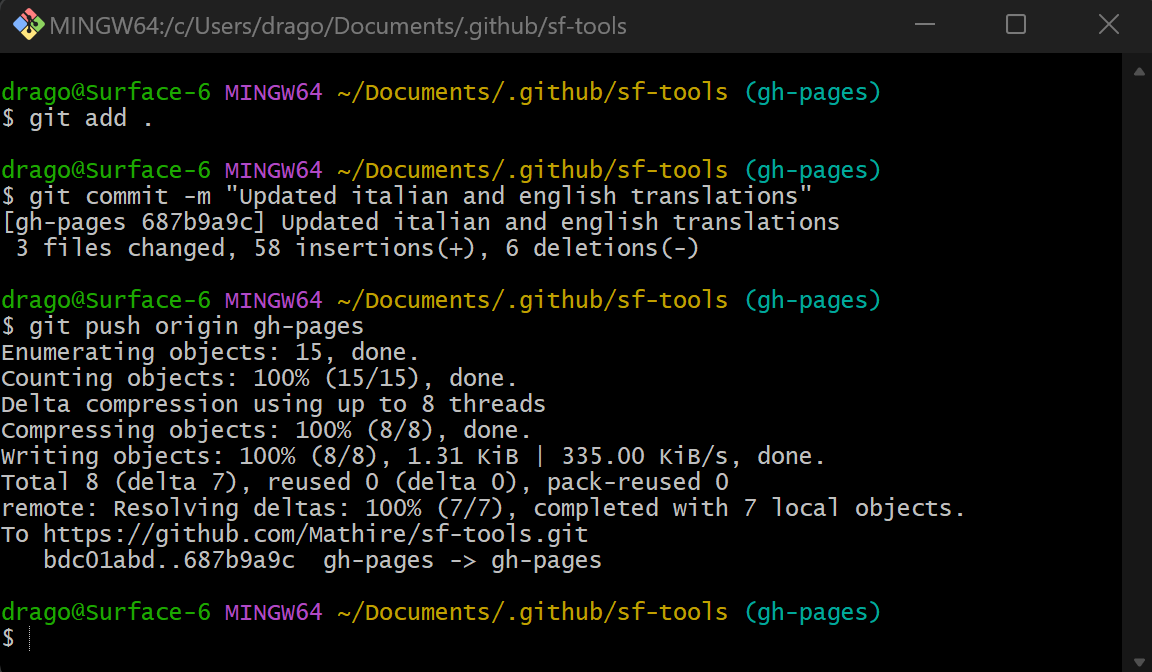 MINGW64:/c/Users/drago/Documents/.github/sf-tools
drago@Surface-6 MINGW64 ~/Documents/.github/sf-tools (gh-pages)
$ git add .
drago@Surface-6 MINGW64 ~/Documents/.github/sf-tools (gh-pages)
$ git commit -m "Updated italian and english translations"
[gh-pages 687b9a9c] Updated italian and english translations
 3 files changed, 58 insertions(+), 6 deletions(-)
drago@Surface-6 MINGW64 ~/Documents/.github/sf-tools (gh-pages)
$ git push origin gh-pages
Enumerating objects: 15, done.
Counting objects: 100% (15/15), done.
Delta compression using up to 8 threads
Compressing objects: 100% (8/8), done.
Writing objects: 100% (8/8), 1.31 KiB | 335.00 KiB/s, done.
Total 8 (delta 7), reused 0 (delta 0), pack-reused 0
remote: Resolving deltas: 100% (7/7), completed with 7 local objects.
To https://github.com/Mathire/sf-tools.git
   bdc01abd..687b9a9c  gh-pages -> gh-pages
drago@Surface-6 MINGW64 ~/Documents/.github/sf-tools (gh-pages)
$